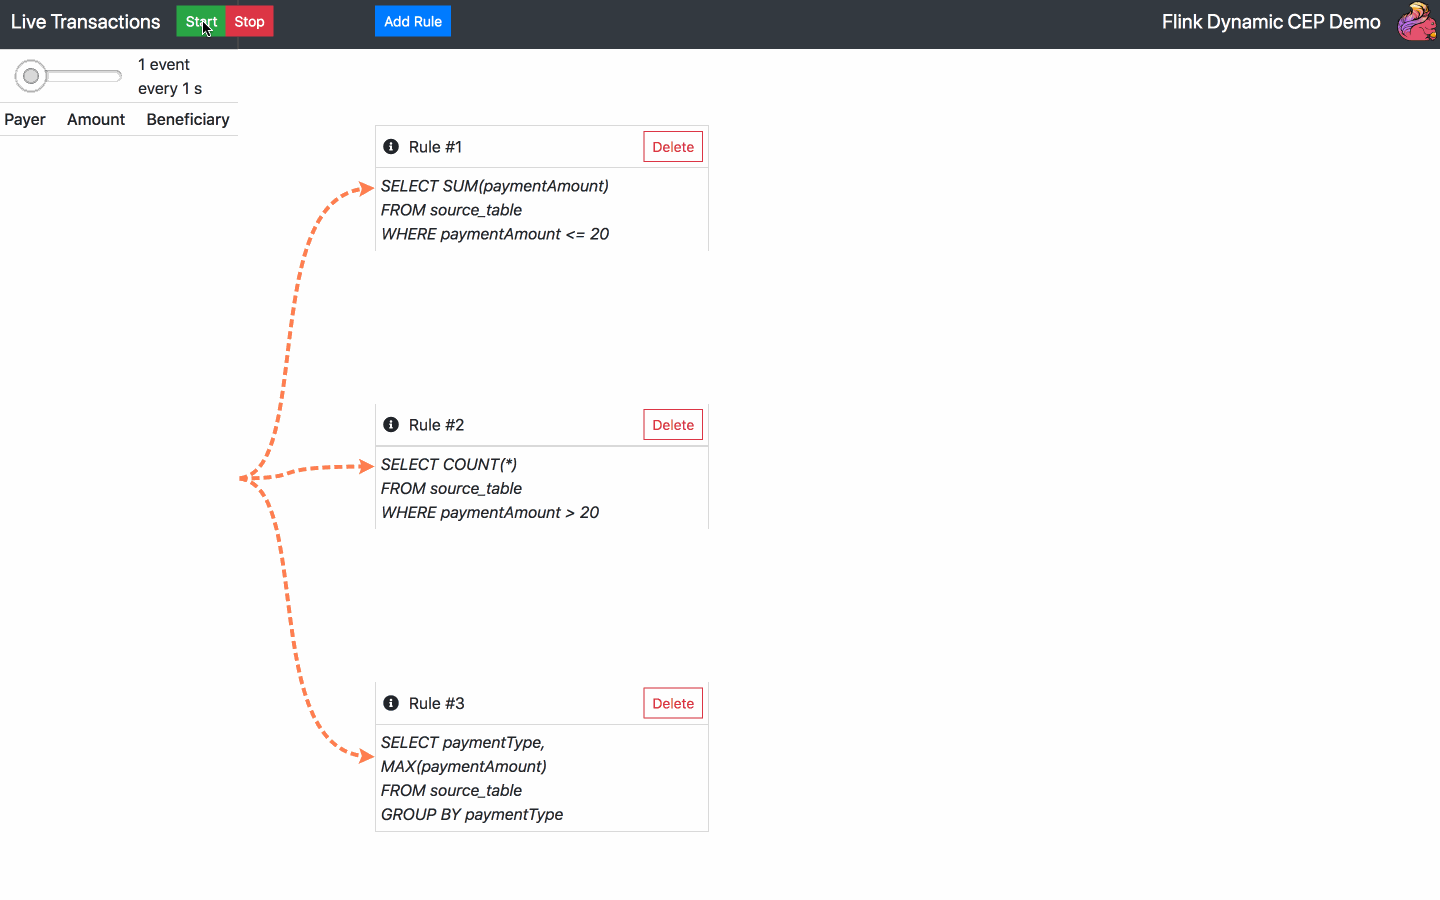 Live Transactions Start Stop Add Rule Flink Dynamic CEP Demo
1 event
every 1 s
Payer Amount Beneficiary
Rule #1 Delete
SELECT SUM(paymentAmount)
FROM source_table
WHERE paymentAmount <= 20
Rule #2 Delete
SELECT COUNT(*)
FROM source_table
WHERE paymentAmount > 20
Rule #3 Delete
SELECT paymentType,
MAX(paymentAmount)
FROM source_table
GROUP BY paymentType